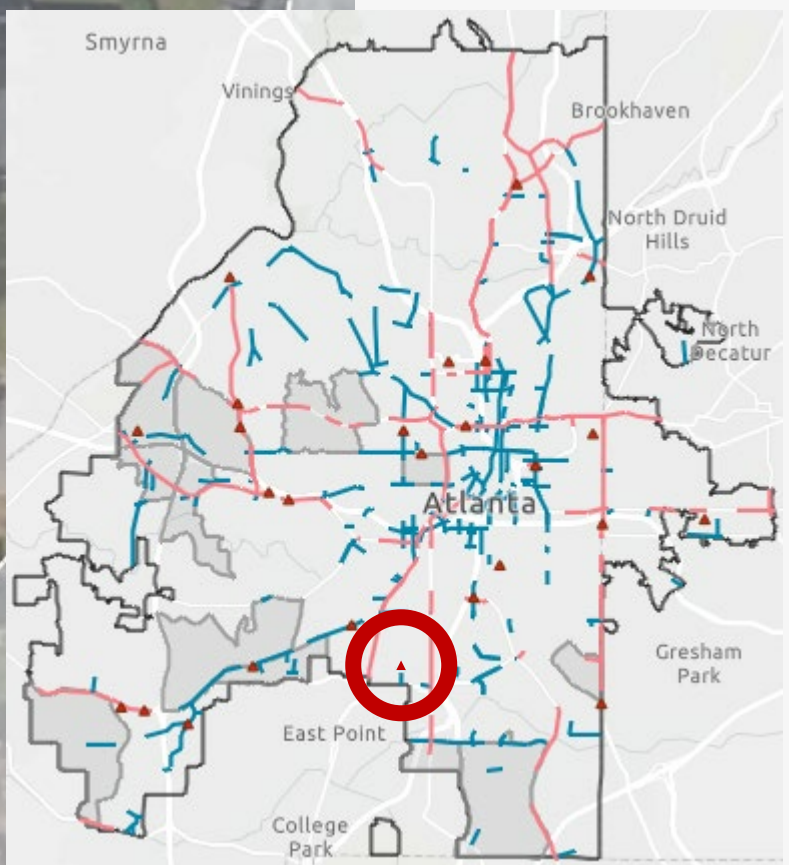 Smyrna
Vinings
Brookhaven
North Druid
Hills
North
Decatur
Atlanta
Gresham
Park
East Point
College
Park